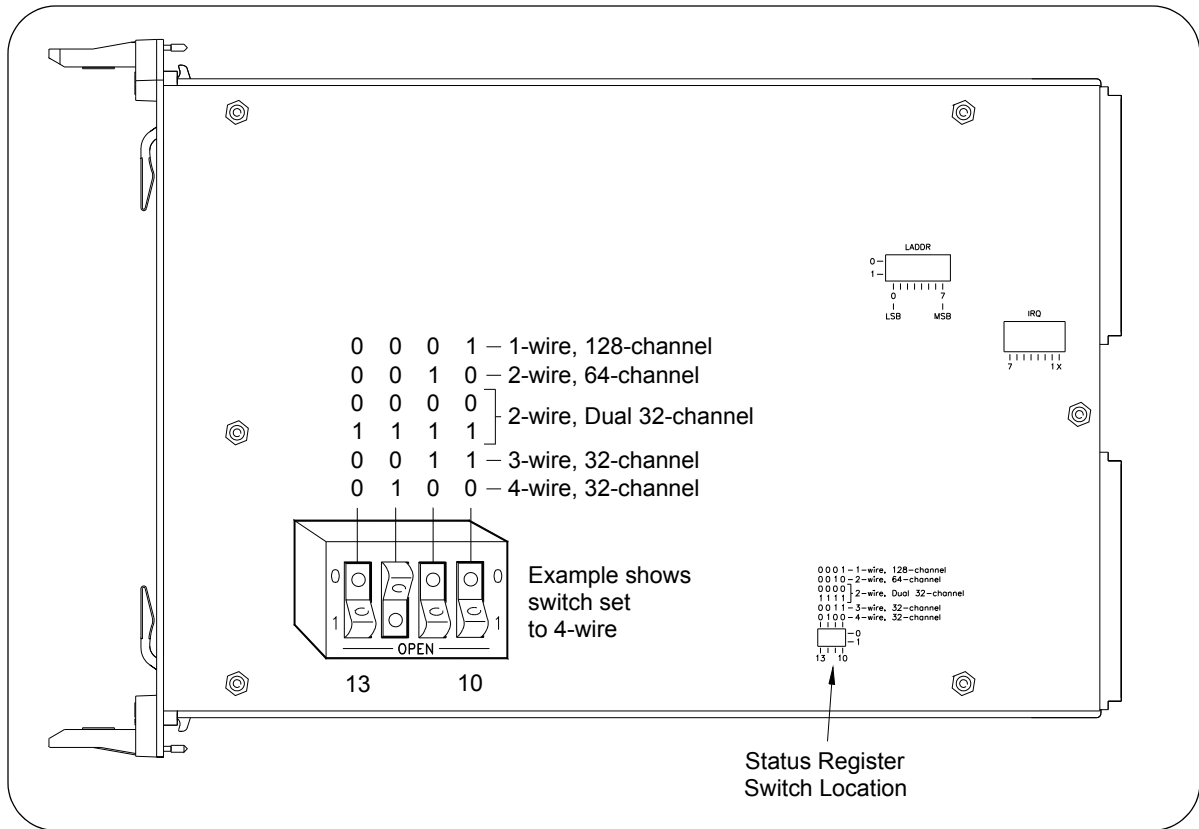 LADDR
0 –
1 –
0 7
LSB MSB
IRQ
7 1 X
0 0 0 1 – 1-wire, 128-channel
0 0 1 0 – 2-wire, 64-channel
0 0 0 0
2-wire, Dual 32-channel
1 1 1 1
0 0 1 1 – 3-wire, 32-channel
0 1 0 0 – 4-wire, 32-channel
0 0
1 1
OPEN
13 10
Example shows
switch set
to 4-wire
0 0 0 1 – 1-wire, 128-channel
0 0 1 0 – 2-wire, 64-channel
0 0 0 0
2-wire, Dual 32-channel
1 1 1 1
0 0 1 1 – 3-wire, 32-channel
0 1 0 0 – 4-wire, 32-channel
– 0
– 1
13 10
Status Register
Switch Location